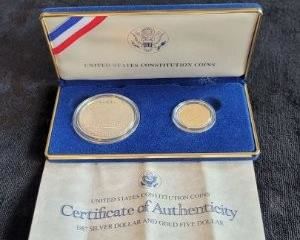 UNITED STATES CONSTITUTION COINS
UNITED STATES CONSTITUTION COINS
Certificate of Authenticity
1987 SILVER DOLLAR AND GOLD FIVE DOLLAR